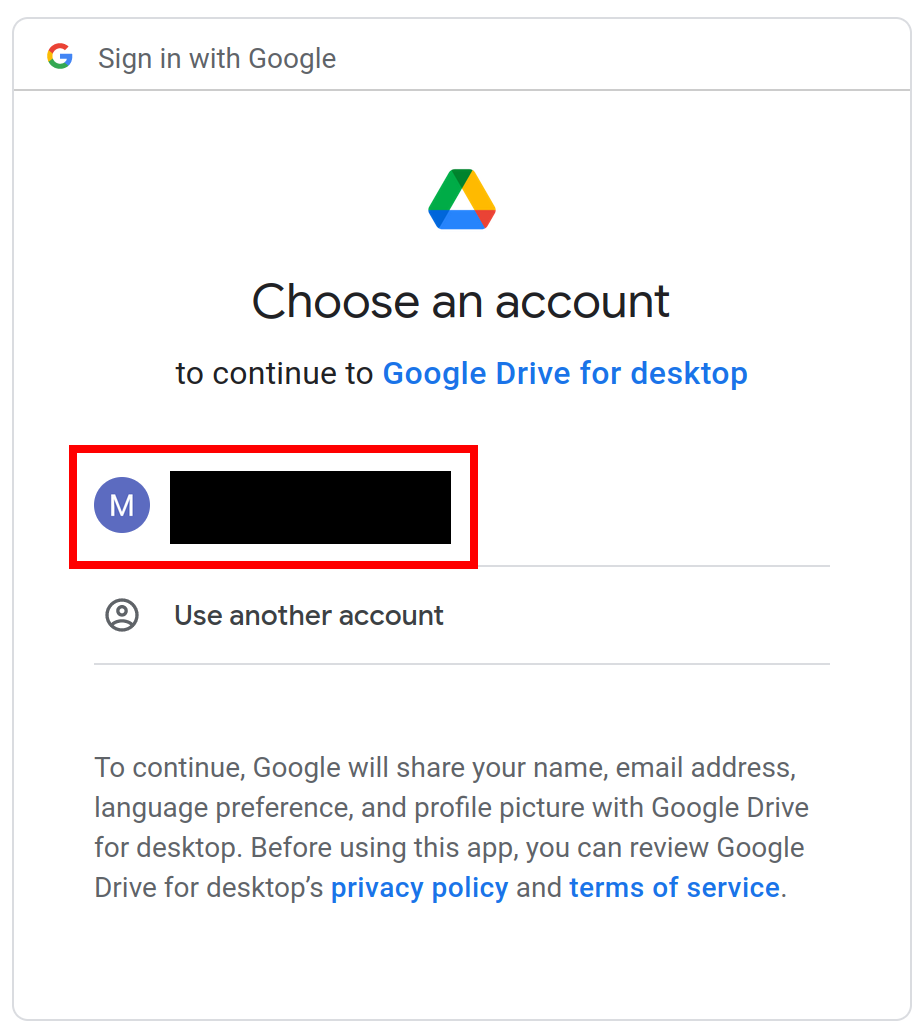 Sign in with Google
Choose an account
to continue to Google Drive for desktop
M
Use another account
To continue, Google will share your name, email address,
language preference, and profile picture with Google Drive
for desktop. Before using this app, you can review Google
Drive for desktop’s privacy policy and terms of service.